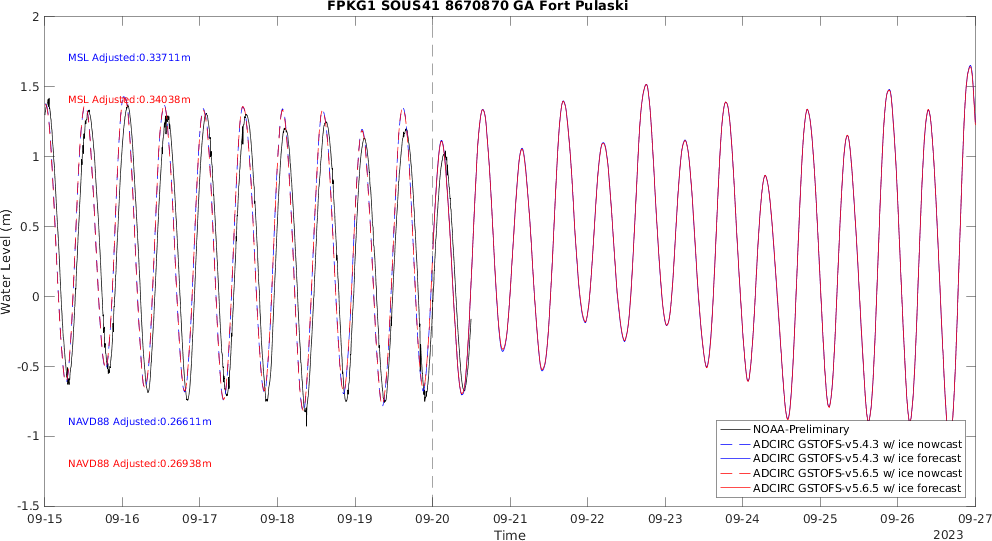 FPKG1 SOUS41 8670870 GA Fort Pulaski
2
1.5
1
0.5
0
-0.5
-1
-1.5
Water Level (m)
MSL Adjusted:0.33711m
MSL Adjusted:0.34038m
NAVD88 Adjusted:0.26611m
NAVD88 Adjusted:0.26938m
NOAA-Preliminary
ADCIRC GSTOFS-v5.4.3 w/ ice nowcast
ADCIRC GSTOFS-v5.4.3 w/ ice forecast
ADCIRC GSTOFS-v5.6.5 w/ ice nowcast
ADCIRC GSTOFS-v5.6.5 w/ ice forecast
09-15 09-16 09-17 09-18 09-19 09-20 09-21 09-22 09-23 09-24 09-25 09-26 09-27
Time
2023